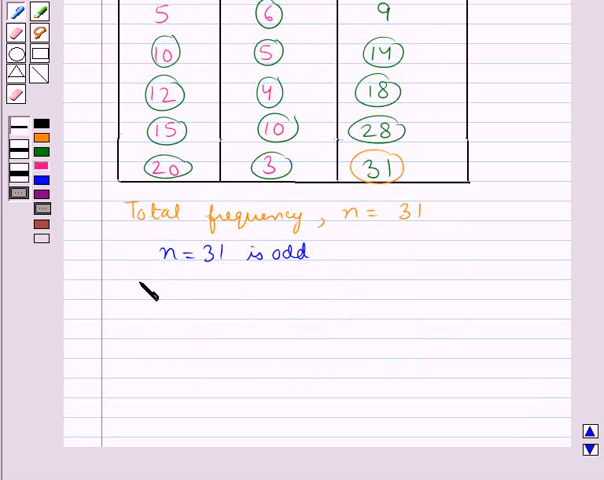 5 6 9
10 5 14
12 4 18
15 10 28
20 3 31
Total frequency, n = 31
n = 31 is odd